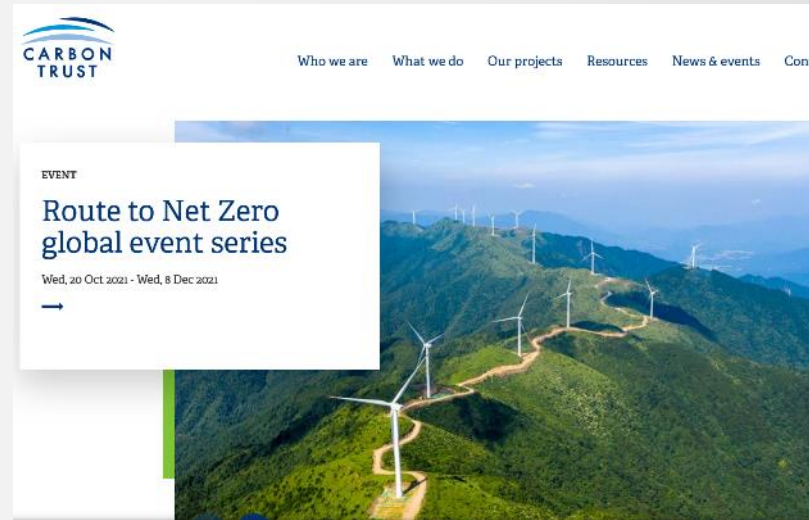 CARBON
TRUST
Who we are What we do Our projects Resources News & events Con
EVENT
Route to Net Zero
global event series
Wed, 20 Oct 2021 - Wed, 8 Dec 2021